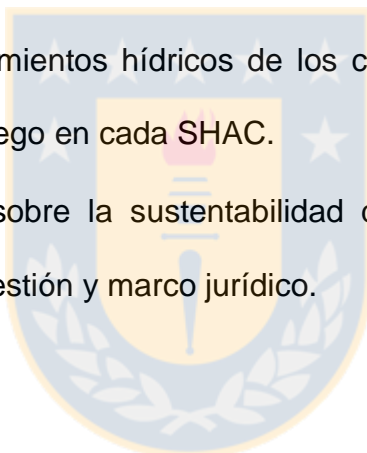 mientos hídricos de los c
ego en cada SHAC.
sobre la sustentabilidad
estión y marco jurídico.